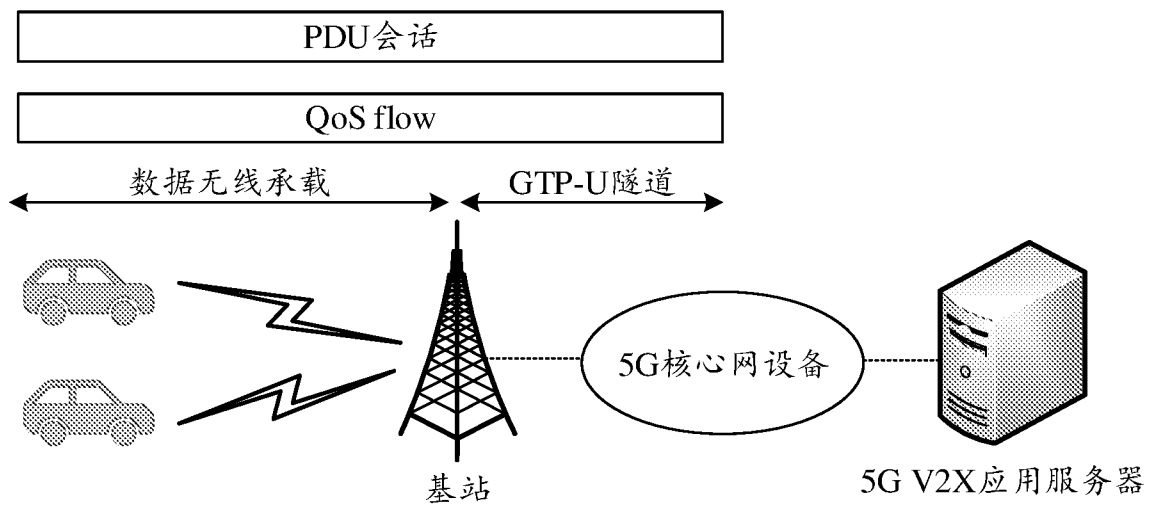 PDU会话
QoS flow
数据无线承载
GTP-U隧道
5G核心网设备
基站
5G V2X应用服务器